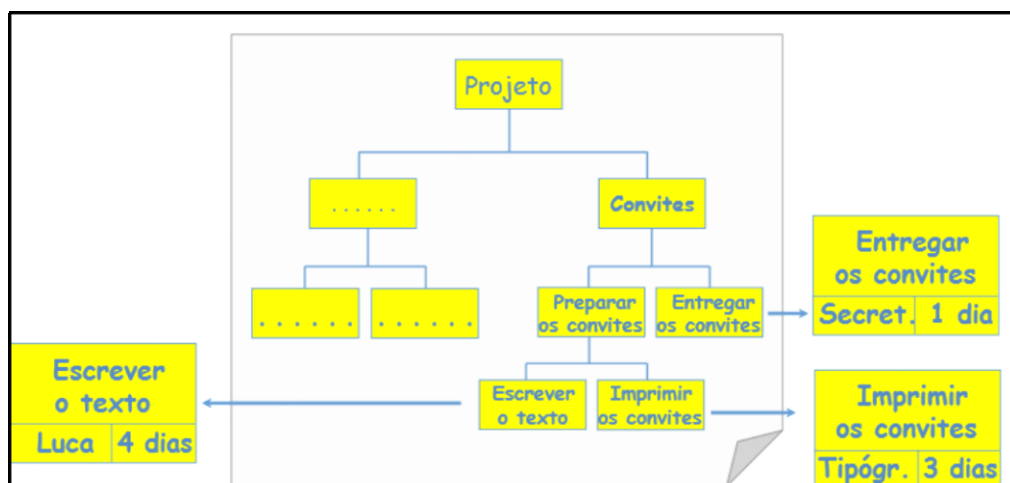 Projeto
. . . . . .
Convites
. . . . . .
. . . . . .
Preparar
os convites
Entregar
os convites
Entregar
os convites
Secret. 1 dia
Escrever
o texto
Luca 4 dias
Escrever
o texto
Imprimir
os convites
Imprimir
os convites
Tipógr. 3 dias